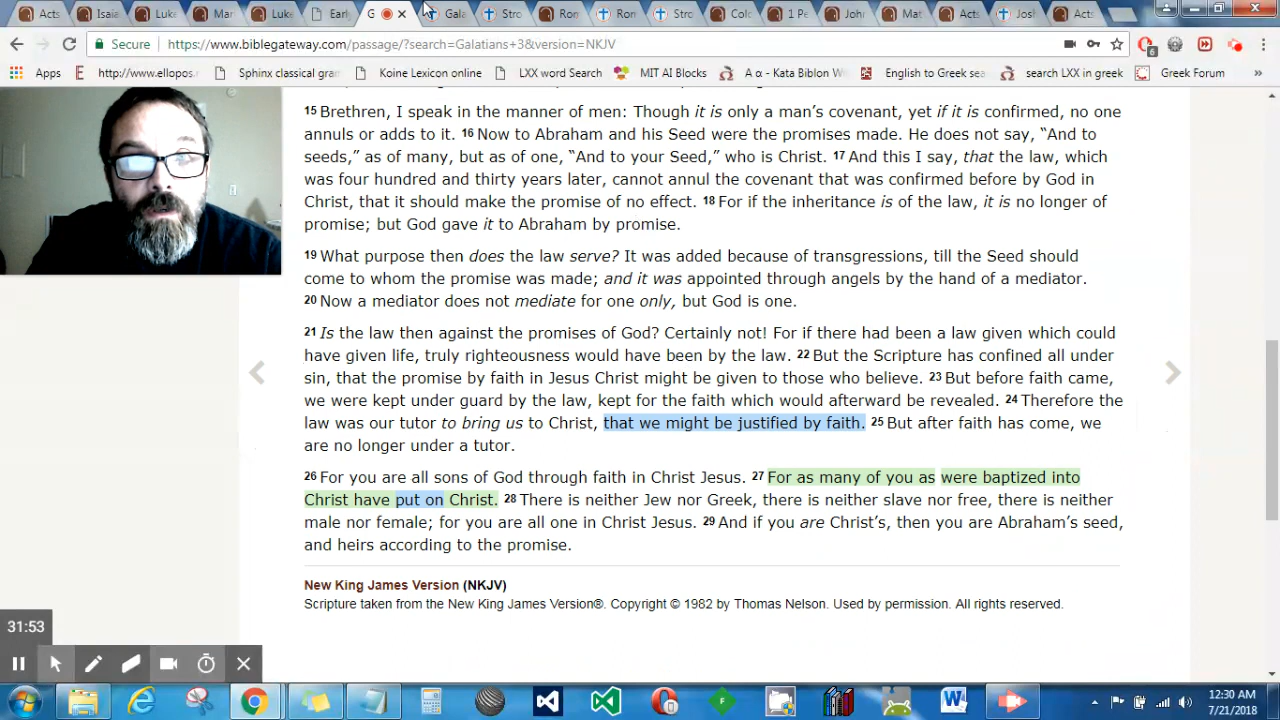 Acts
Isaia
Luk
Mar
Luk
Early
G
Gala
Stro
Rom
Rom
Stro
Colo
1 Pe
Joh
Mat
Acts
Josl
Acts
Secure
https://www.biblegateway.com/passage/?search=Galatians+3&version=NKJV
6
Apps
http://www.ellopos.r
Sphinx classical gran
Koine Lexicon online
LXX word Search
MIT AI Blocks
Α α - Kata Biblon W
English to Greek sea
search LXX in greek
Greek Forum
»
15 Brethren, I speak in the manner of men: Though it is only a man's covenant, yet if it is confirmed, no one
annuls or adds to it. 16 Now to Abraham and his Seed were the promises made. He does not say, "And to
seeds," as of many, but as of one, "And to your Seed," who is Christ. 17 And this I say, that the law, which
was four hundred and thirty years later, cannot annul the covenant that was confirmed before by God in
Christ, that it should make the promise of no effect. 18 For if the inheritance is of the law, it is no longer of
promise; but God gave it to Abraham by promise.
19 What purpose then does the law serve? It was added because of transgressions, till the Seed should
come to whom the promise was made; and it was appointed through angels by the hand of a mediator.
20 Now a mediator does not mediate for one only, but God is one.
21 Is the law then against the promises of God? Certainly not! For if there had been a law given which could
have given life, truly righteousness would have been by the law. 22 But the Scripture has confined all under
sin, that the promise by faith in Jesus Christ might be given to those who believe. 23 But before faith came,
we were kept under guard by the law, kept for the faith which would afterward be revealed. 24 Therefore the
law was our tutor to bring us to Christ, that we might be justified by faith. 25 But after faith has come, we
are no longer under a tutor.
26 For you are all sons of God through faith in Christ Jesus. 27 For as many of you as were baptized into
Christ have put on Christ. 28 There is neither Jew nor Greek, there is neither slave nor free, there is neither
male nor female; for you are all one in Christ Jesus. 29 And if you are Christ's, then you are Abraham's seed,
and heirs according to the promise.
New King James Version (NKJV)
Scripture taken from the New King James Version®. Copyright © 1982 by Thomas Nelson. Used by permission. All rights reserved.
31:53
12:30 AM
7/21/2018